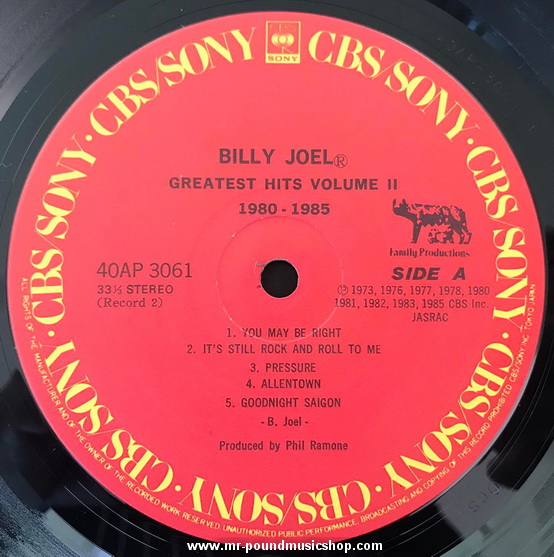 CBS/SONY · CBS/SONY · CBS/SONY · CBS/SONY · CBS/SONY · CBS/SONY · CBS/SONY · CBS/SONY
SONY
BILLY JOEL®
GREATEST HITS VOLUME II
1980 - 1985
Family Productions
40AP 3061
33⅓ STEREO
(Record 2)
SIDE A
Ⓟ 1973, 1976, 1977, 1978, 1980
1981, 1982, 1983, 1985 CBS Inc.
JASRAC
1. YOU MAY BE RIGHT
2. IT'S STILL ROCK AND ROLL TO ME
3. PRESSURE
4. ALLENTOWN
5. GOODNIGHT SAIGON
- B. Joel -
Produced by Phil Ramone
ALL RIGHTS OF THE MANUFACTURER AND OF THE OWNER OF THE RECORDED WORK RESERVED. UNAUTHORIZED PUBLIC PERFORMANCE, BROADCASTING AND COPYING OF THIS RECORD PROHIBITED CBS/SONY INC. TOKYO JAPAN
www.mr-poundmusicshop.com